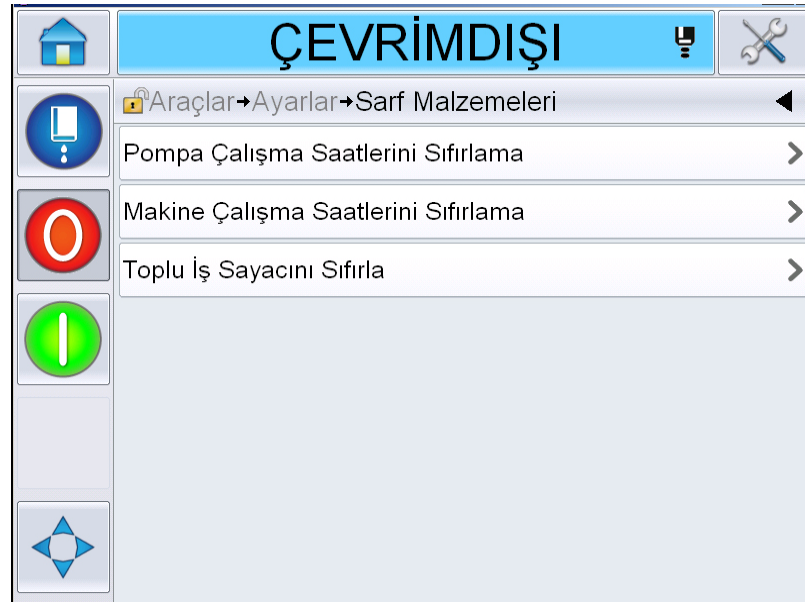 ÇEVRİMDIŞI
Araçlar→Ayarlar→Sarf Malzemeleri
Pompa Çalışma Saatlerini Sıfırlama
Makine Çalışma Saatlerini Sıfırlama
Toplu İş Sayacını Sıfırla